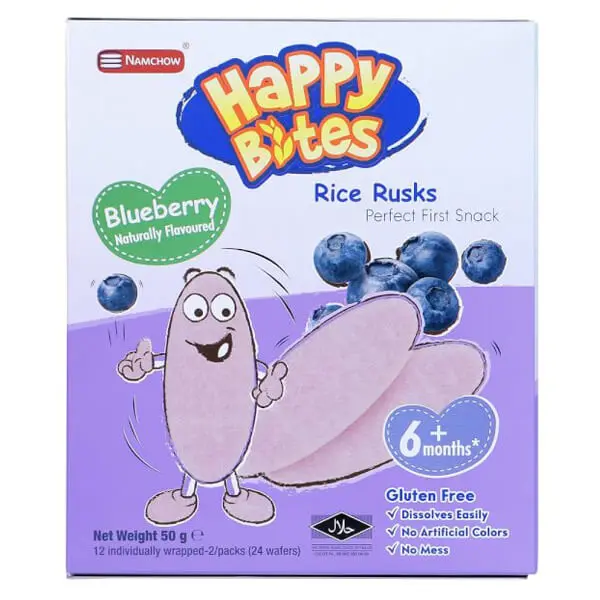 NAMCHOW®
Happy
Bites
Rice Rusks
Perfect First Snack
Blueberry
Naturally Flavoured
6+
months*
Gluten Free
✓ Dissolves Easily
✓ No Artificial Colors
✓ No Mess
حلال
Net Weight 50 g ℮
12 individually wrapped-2/packs (24 wafers)